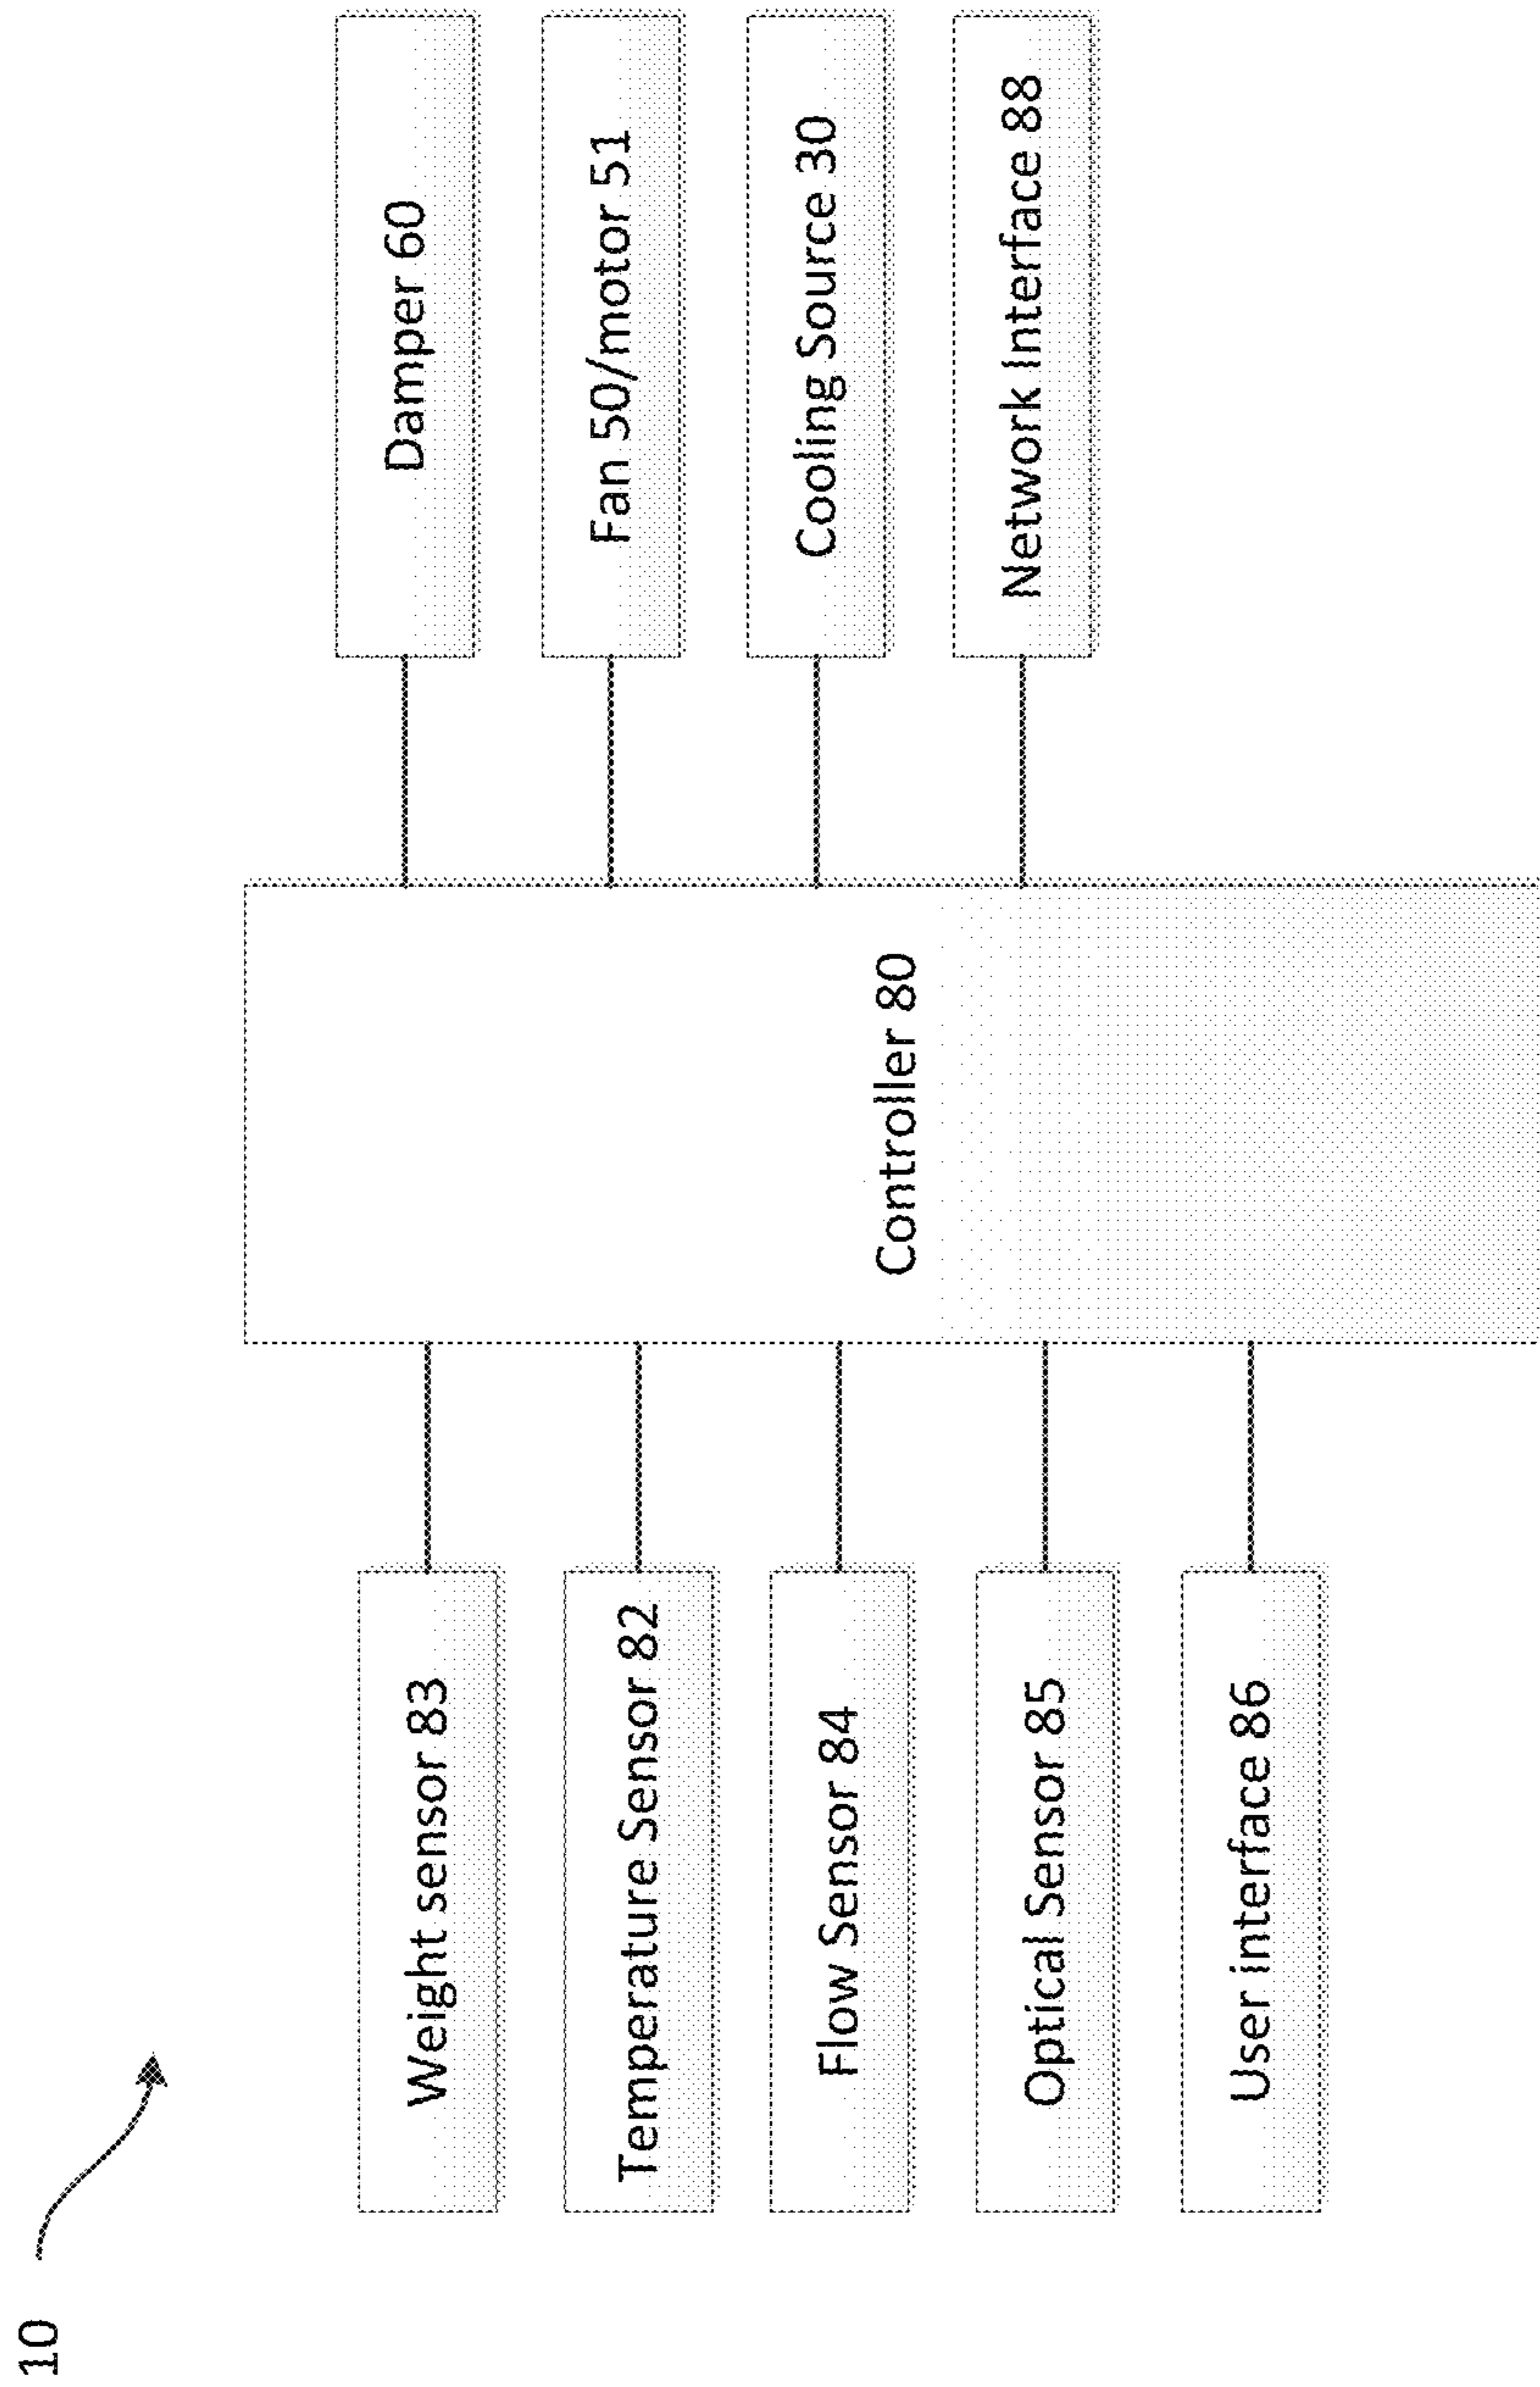 10
Weight sensor 83
Temperature Sensor 82
Flow Sensor 84
Optical Sensor 85
User interface 86
Controller 80
Damper 60
Fan 50/motor 51
Cooling Source 30
Network Interface 88